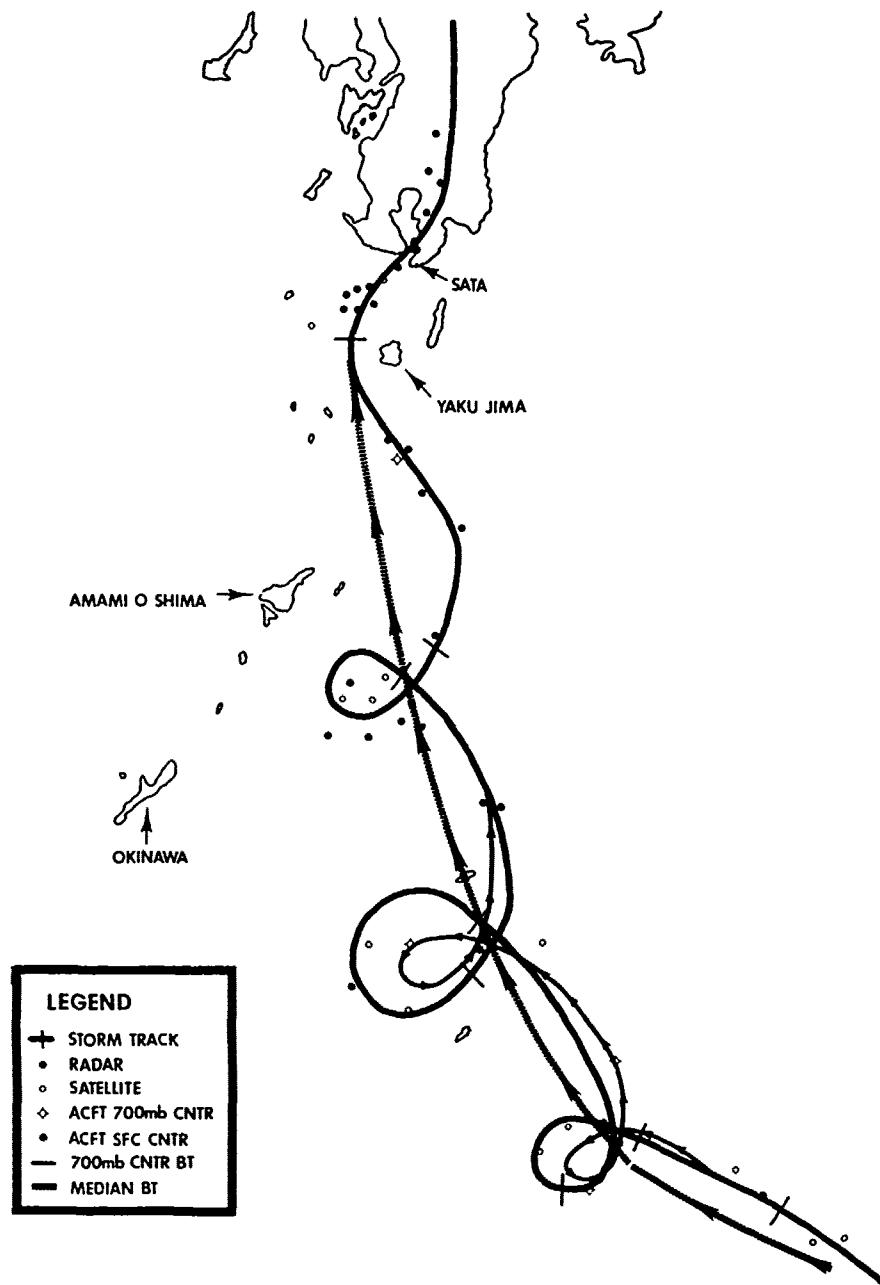 SATA
YAKU JIMA
AMAMI O SHIMA
OKINAWA
LEGEND
STORM TRACK
RADAR
SATELLITE
ACFT 700mb CNTR
ACFT SFC CNTR
700mb CNTR BT
MEDIAN BT